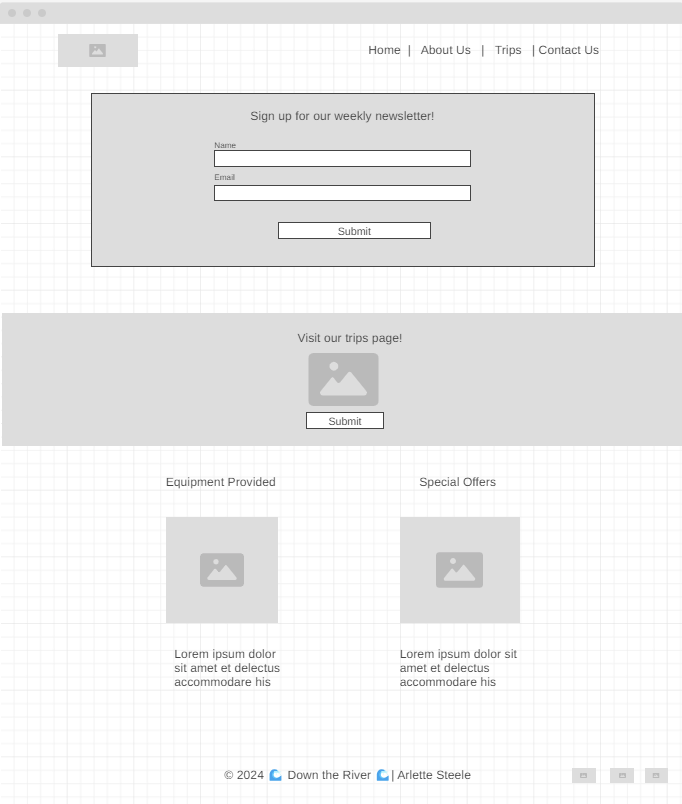 Home | About Us | Trips | Contact Us
Sign up for our weekly newsletter!
Name
Email
Submit
Visit our trips page!
Submit
Equipment Provided
Special Offers
Lorem ipsum dolor
sit amet et delectus
accommodare his
Lorem ipsum dolor sit
amet et delectus
accommodare his
© 2024 🌊 Down the River 🌊| Arlette Steele